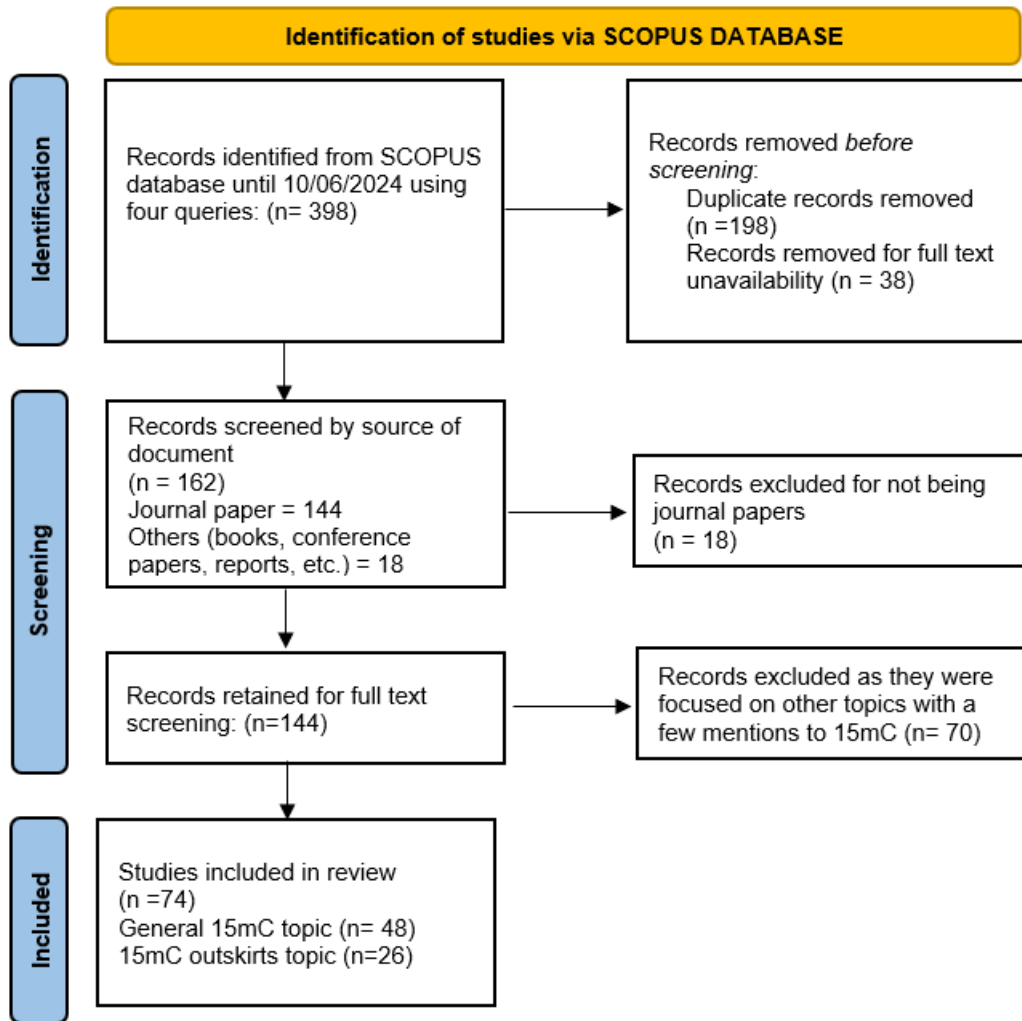 Identification of studies via SCOPUS DATABASE
Identification
Records identified from SCOPUS
database until 10/06/2024 using
four queries: (n= 398)
Records removed before
screening:
Duplicate records removed
(n =198)
Records removed for full text
unavailability (n = 38)
Screening
Records screened by source of
document
(n = 162)
Journal paper = 144
Others (books, conference
papers, reports, etc.) = 18
Records excluded for not being
journal papers
(n = 18)
Records retained for full text
screening: (n=144)
Records excluded as they were
focused on other topics with a
few mentions to 15mC (n= 70)
Included
Studies included in review
(n =74)
General 15mC topic (n= 48)
15mC outskirts topic (n=26)